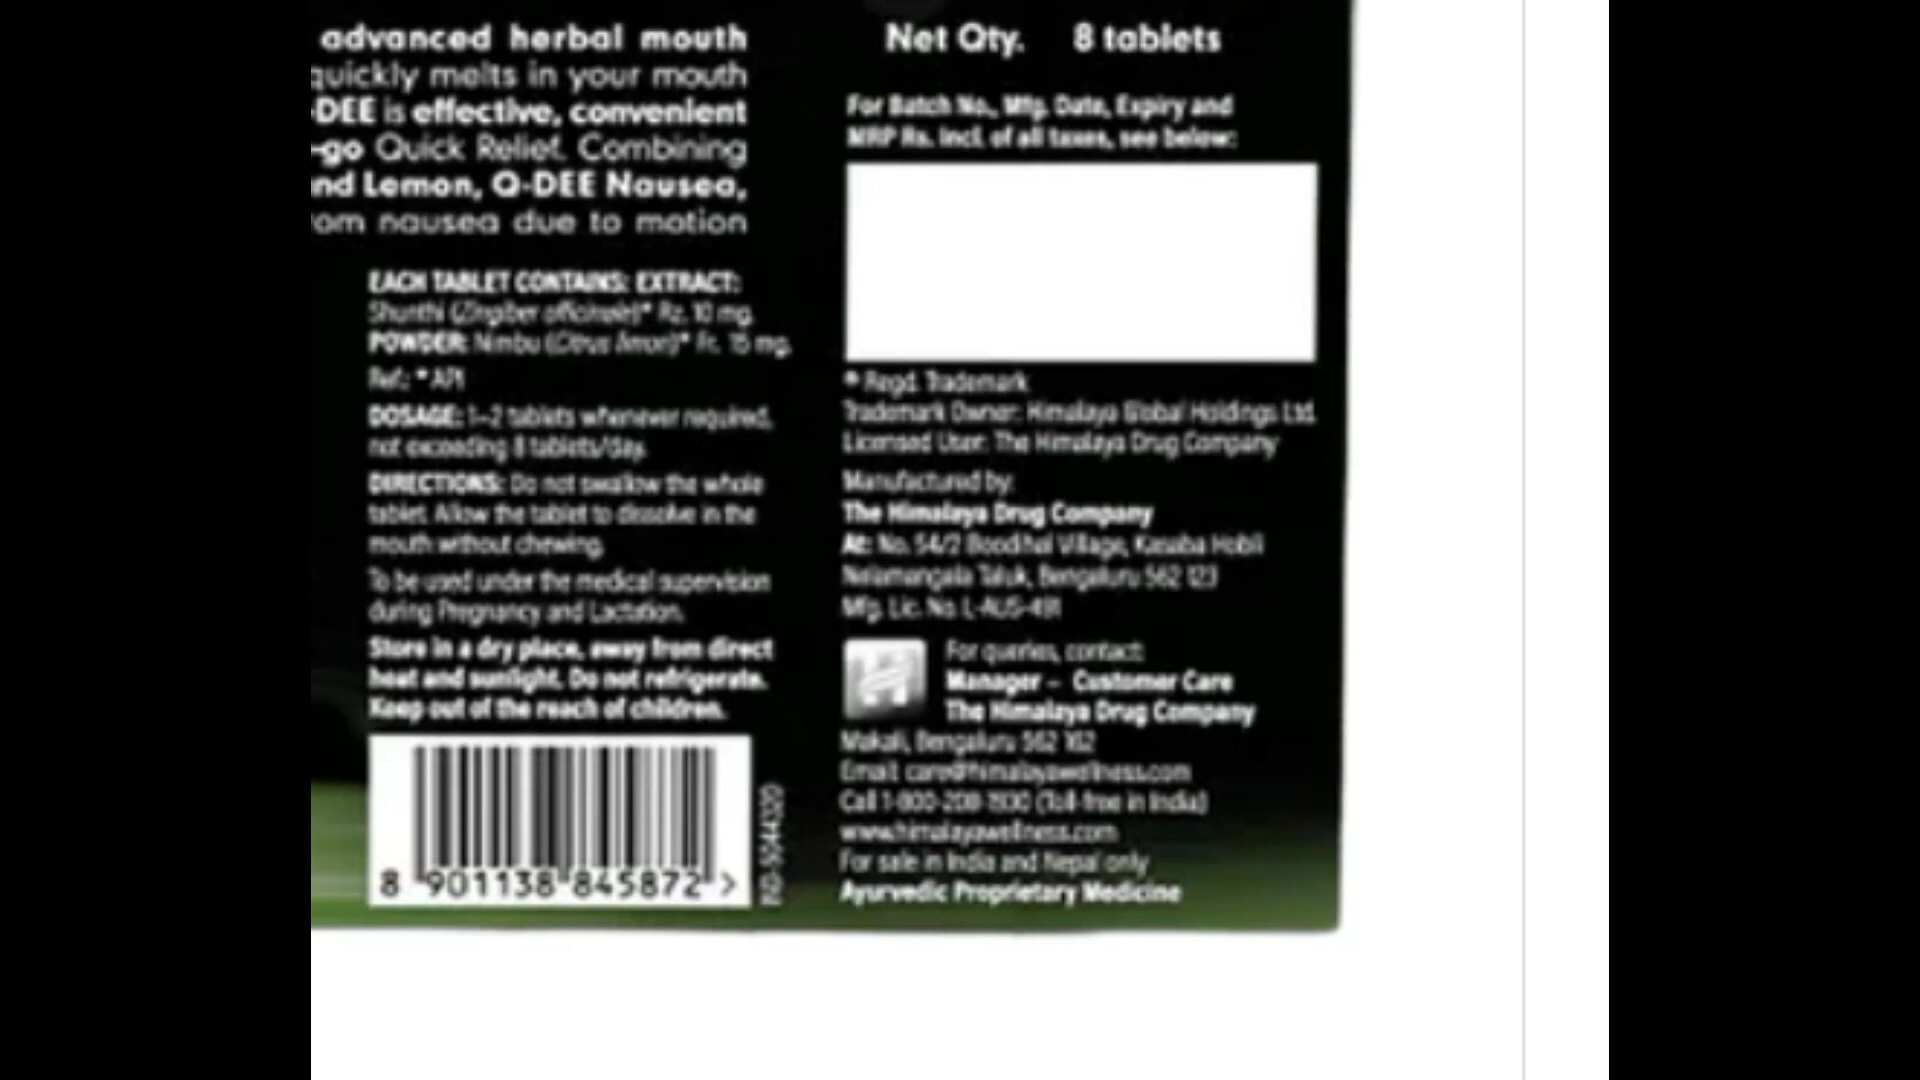 advanced herbal mouth
quickly melts in your mouth
-DEE is effective, convenient
-go Quick Relief. Combining
nd Lemon, Q-DEE Nausea,
om nausea due to motion
EACH TABLET CONTAINS: EXTRACT:
Shunthi (Zingiber officinale)* Rz. 10 mg.
POWDER: Nimbu (Citrus limon)* Fr. 15 mg.
Ref.: * API
DOSAGE: 1-2 tablets whenever required,
not exceeding 8 tablets/day.
DIRECTIONS: Do not swallow the whole
tablet. Allow the tablet to dissolve in the
mouth without chewing.
To be used under the medical supervision
during Pregnancy and Lactation.
Store in a dry place, away from direct
heat and sunlight. Do not refrigerate.
Keep out of the reach of children.
8 901138 845872 >
Net Qty. 8 tablets
For Batch No., Mfg. Date, Expiry and
MRP Rs. incl. of all taxes, see below:
® Regd. Trademark
Trademark Owner: Himalaya Global Holdings Ltd.
Licensed User: The Himalaya Drug Company
Manufactured by:
The Himalaya Drug Company
At: No. 54/2 Boodihal Village, Kasaba Hobli
Nelamangala Taluk, Bengaluru 562 123
Mfg. Lic. No. L-AUS-491
For queries, contact:
Manager – Customer Care
The Himalaya Drug Company
Makali, Bengaluru 562 162
Email: care@himalayawellness.com
Call 1-800-208-1930 (Toll-free in India)
www.himalayawellness.com
For sale in India and Nepal only
Ayurvedic Proprietary Medicine